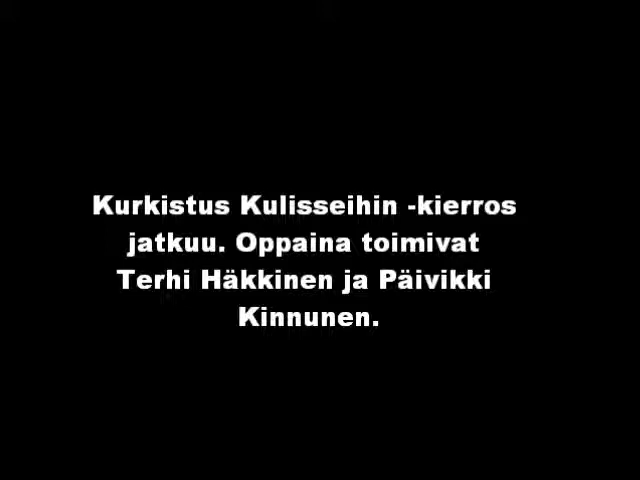 Kurkistus Kulisseihin -kierros
jatkuu. Oppaina toimivat
Terhi Häkkinen ja Päivikki
Kinnunen.